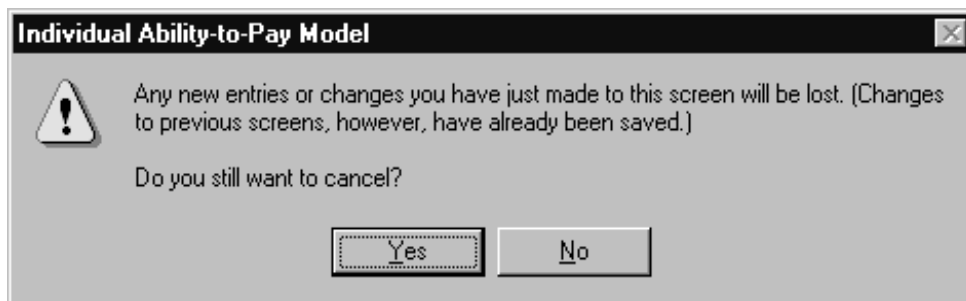 Individual Ability-to-Pay Model
Any new entries or changes you have just made to this screen will be lost. (Changes
to previous screens, however, have already been saved.)
Do you still want to cancel?
Yes No